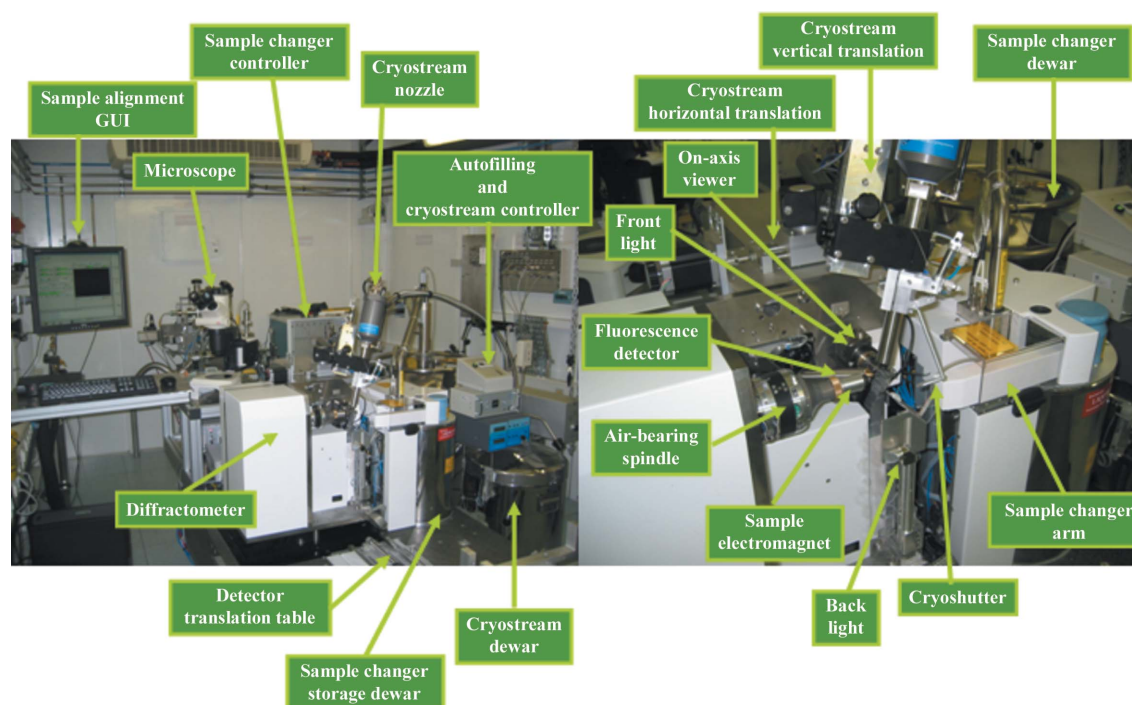 Sample changer
controller
Cryostream
nozzle
Sample alignment
GUI
Microscope
Autofilling
and
cryostream controller
Diffractometer
Detector
translation table
Sample changer
storage dewar
Cryostream
dewar
Cryostream
vertical translation
Sample changer
dewar
Cryostream
horizontal translation
On-axis
viewer
Front
light
Fluorescence
detector
Air-bearing
spindle
Sample
electromagnet
Back
light
Cryoshutter
Sample changer
arm